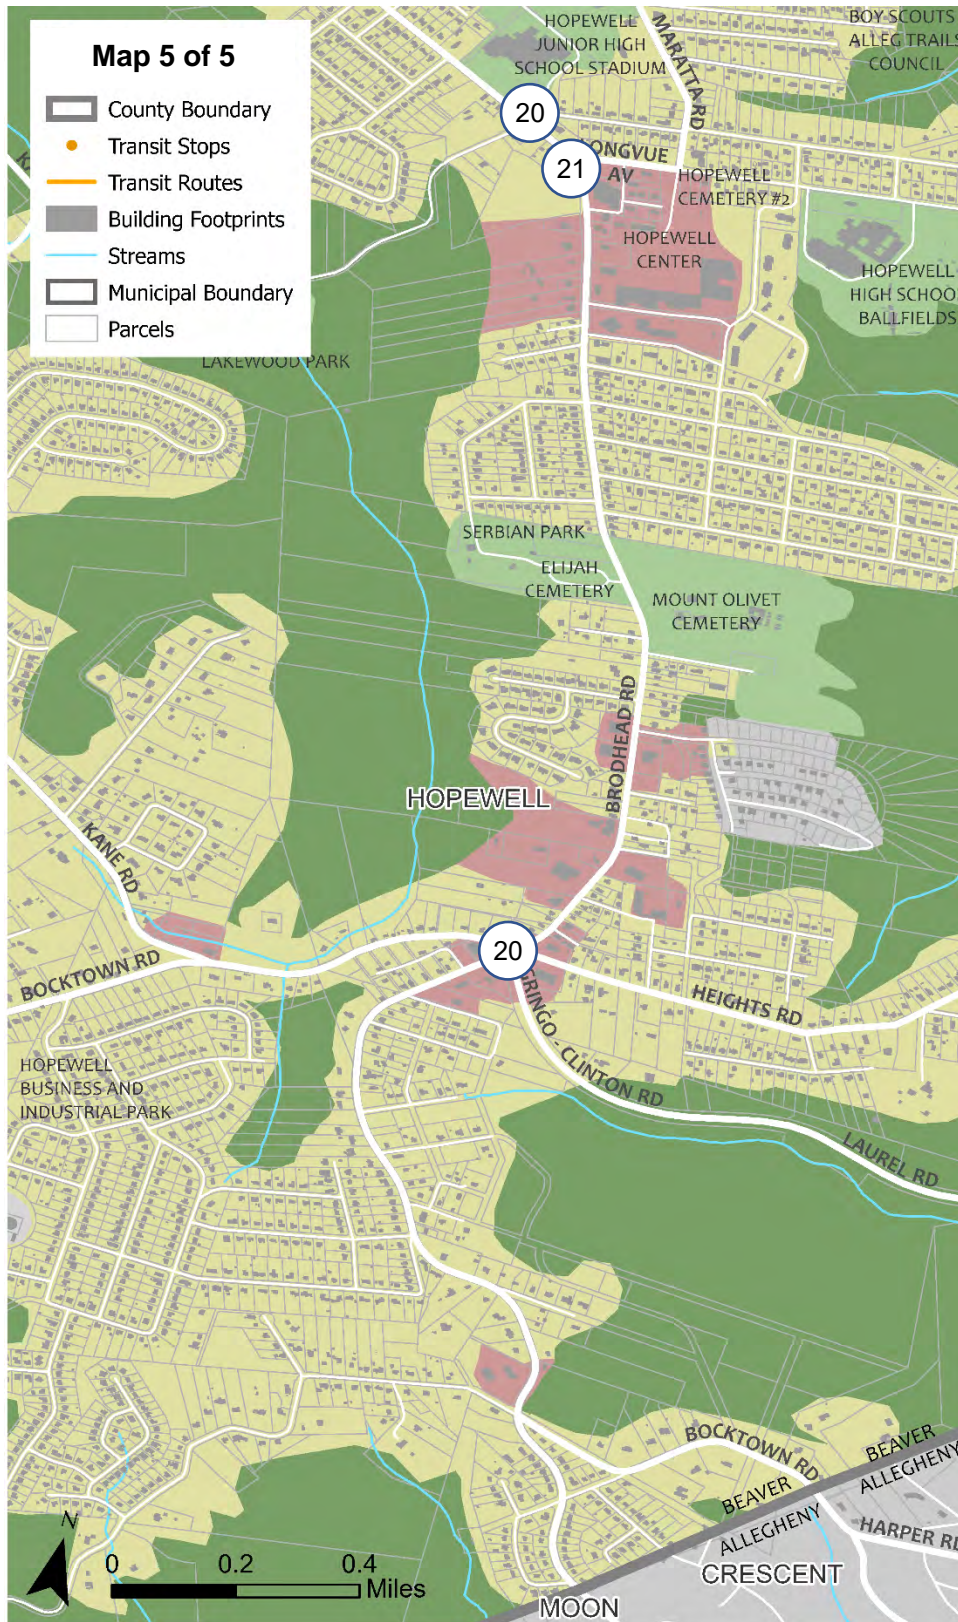 Map 5 of 5
County Boundary
Transit Stops
Transit Routes
Building Footprints
Streams
Municipal Boundary
Parcels
HOPEWELL
JUNIOR HIGH
SCHOOL STADIUM
MARATTA RD
BOY SCOUTS
ALLEG TRAILS
COUNCIL
20
21
LONGVUE
AV
HOPEWELL
CEMETERY #2
HOPEWELL
CENTER
HOPEWELL
HIGH SCHOOL
BALLFIELDS
LAKEWOOD PARK
SERBIAN PARK
ELIJAH
CEMETERY
MOUNT OLIVET
CEMETERY
BRODHEAD RD
HOPEWELL
KANE RD
BOCKTOWN RD
20
HEIGHTS RD
GRINGO - CLINTON RD
LAUREL RD
HOPEWELL
BUSINESS AND
INDUSTRIAL PARK
BOCKTOWN RD
BEAVER
ALLEGHENY
BEAVER
ALLEGHENY
HARPER RD
CRESCENT
MOON
N
0 0.2 0.4
Miles